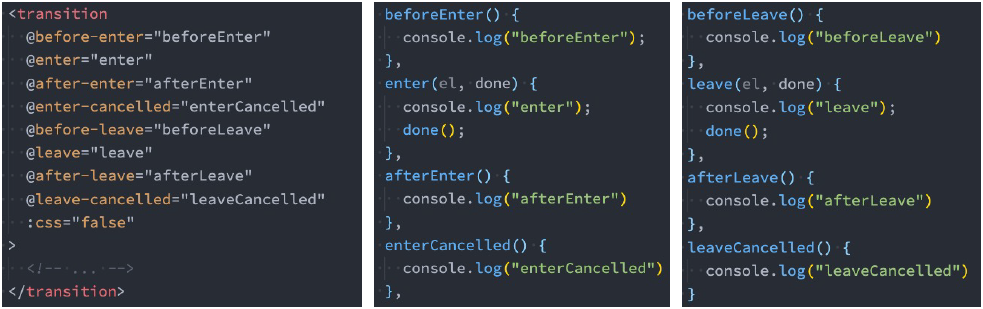 <transition
@before-enter="beforeEnter"
@enter="enter"
@after-enter="afterEnter"
@enter-cancelled="enterCancelled"
@before-leave="beforeLeave"
@leave="leave"
@after-leave="afterLeave"
@leave-cancelled="leaveCancelled"
:css="false"
>
<!-- ... -->
</transition>
beforeEnter() {
console.log("beforeEnter");
},
enter(el, done) {
console.log("enter");
done();
},
afterEnter() {
console.log("afterEnter")
},
enterCancelled() {
console.log("enterCancelled")
},
beforeLeave() {
console.log("beforeLeave")
},
leave(el, done) {
console.log("leave");
done();
},
afterLeave() {
console.log("afterLeave")
},
leaveCancelled() {
console.log("leaveCancelled")
}